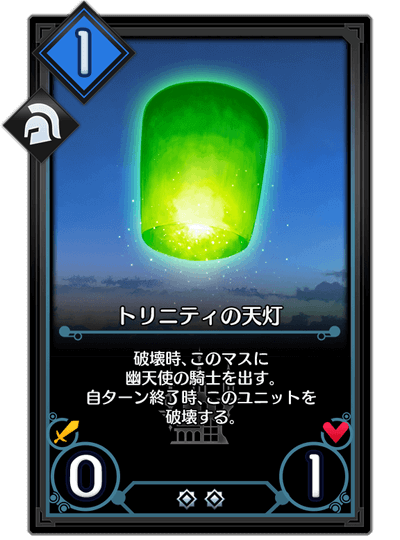 1
トリニティの天灯
破壊時、このマスに
幽天使の騎士を出す。
自ターン終了時、このユニットを
破壊する。
0
1